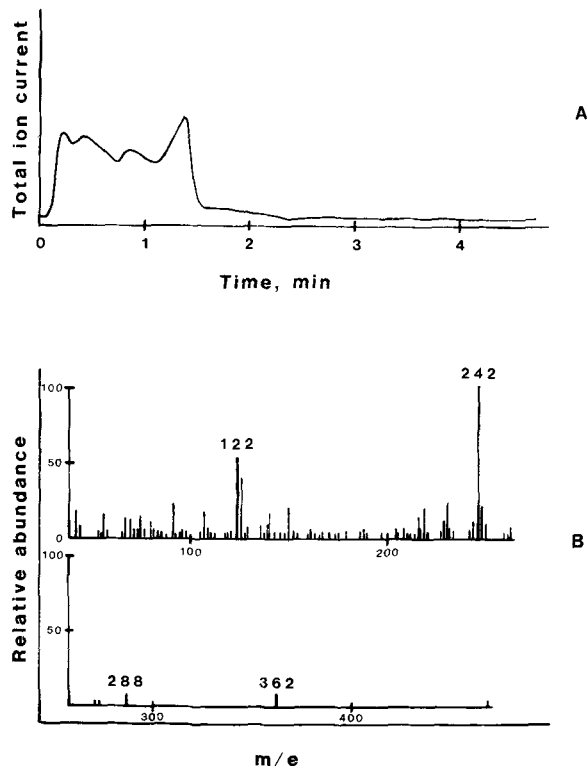 Total ion current
A
0 1 2 3 4
Time, min
Relative abundance
B
242
100
122
50
0
100 200
100
50
288 362
300 400
m/e